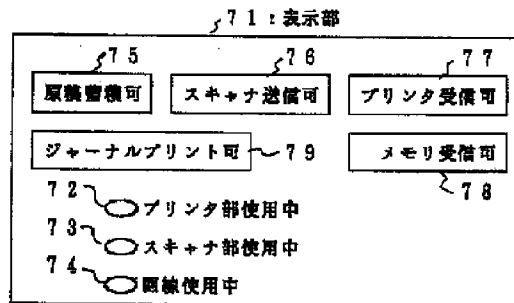 71：表示部
75 76 77
原稿蓄積可 スキャナ送信可 プリンタ受信可
ジャーナルプリント可 79 メモリ受信可
72 78
プリンタ部使用中
73
スキャナ部使用中
74
回線使用中